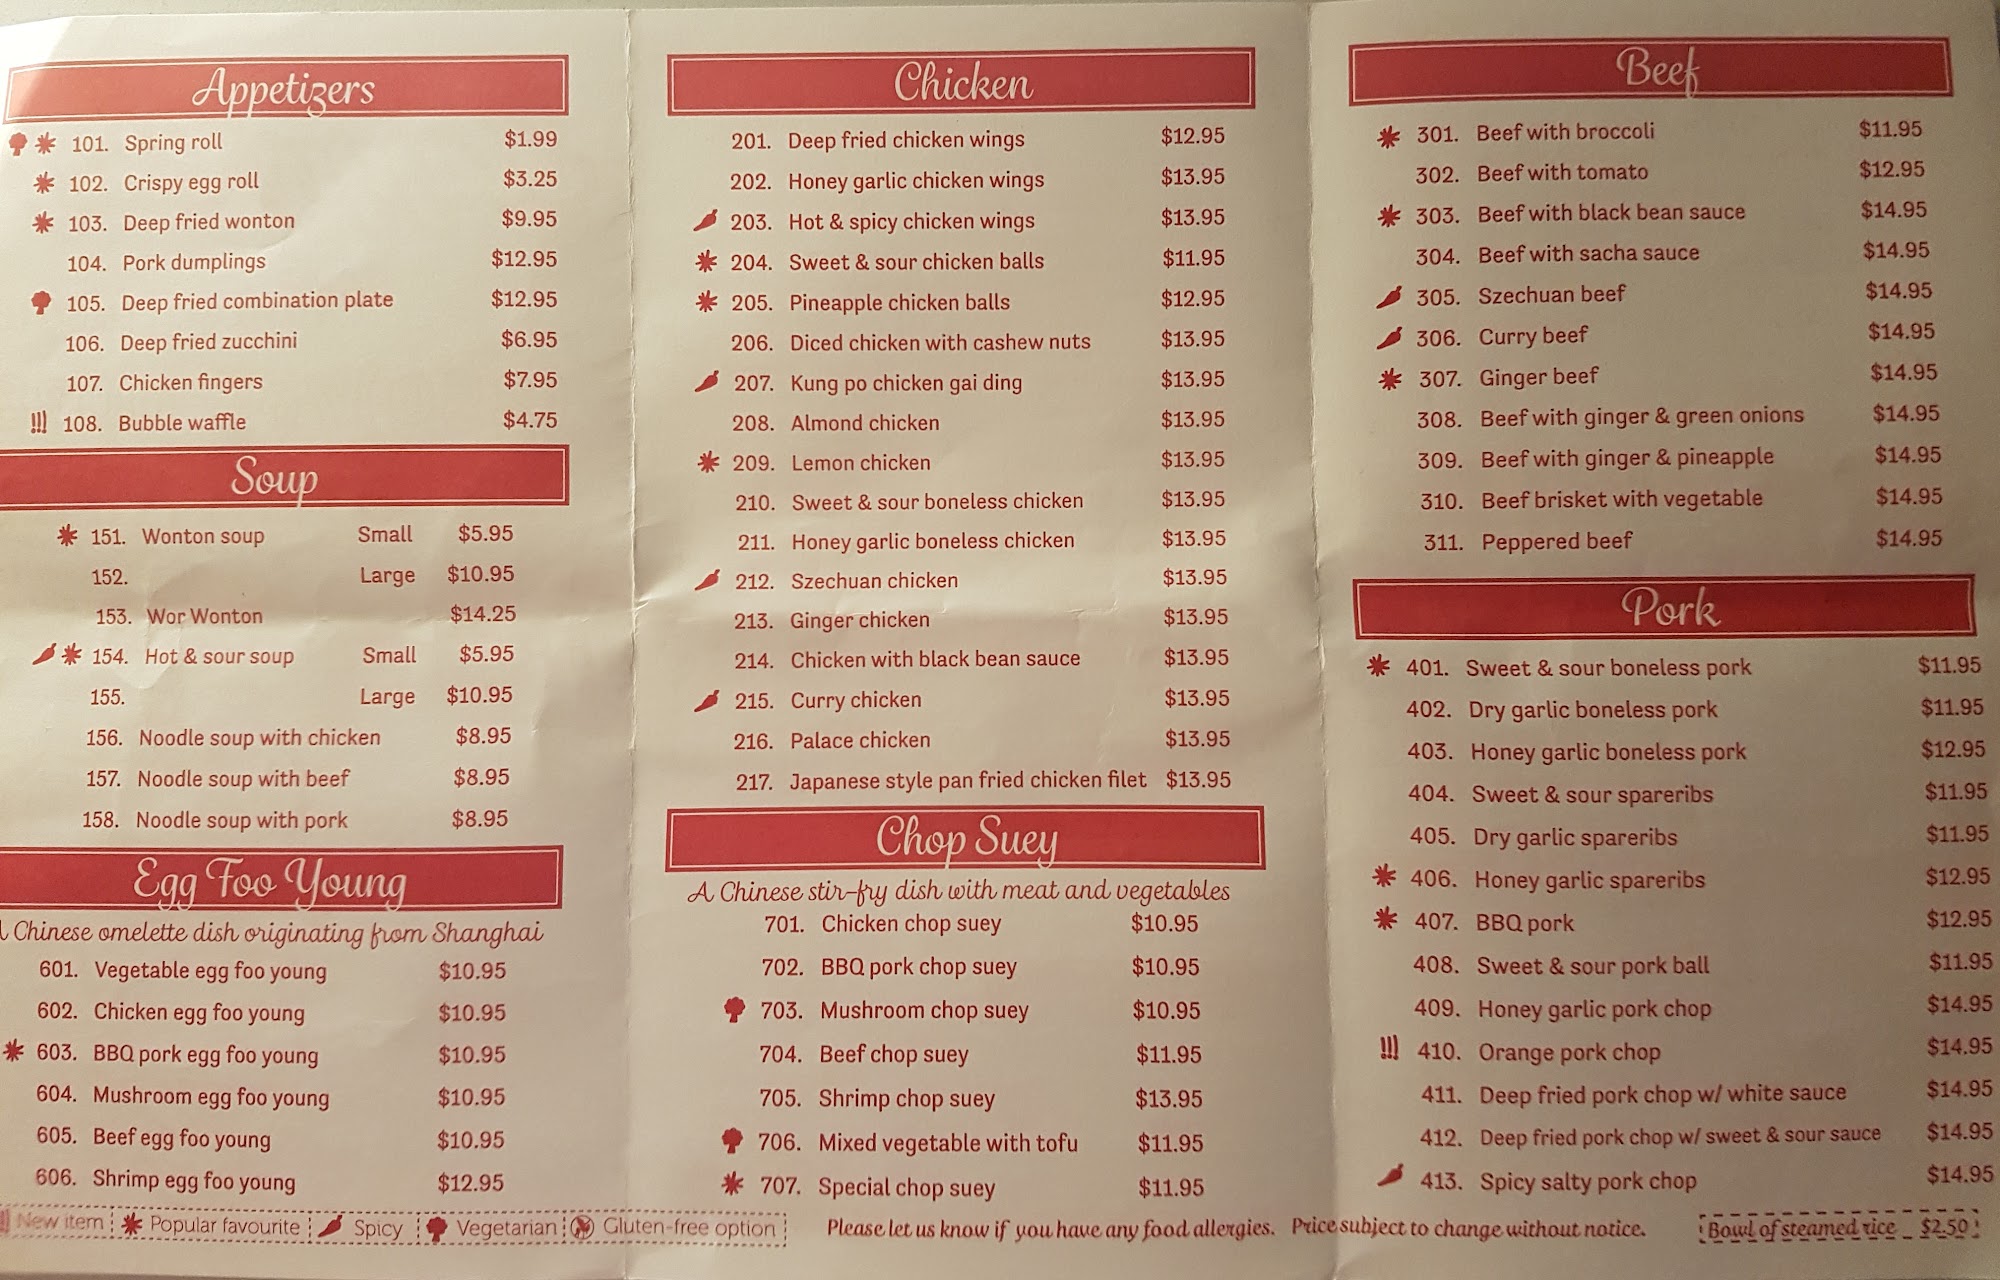 Appetizers
101. Spring roll $1.99
102. Crispy egg roll $3.25
103. Deep fried wonton $9.95
104. Pork dumplings $12.95
105. Deep fried combination plate $12.95
106. Deep fried zucchini $6.95
107. Chicken fingers $7.95
108. Bubble waffle $4.75
Soup
151. Wonton soup Small $5.95
152. Large $10.95
153. Wor Wonton $14.25
154. Hot & sour soup Small $5.95
155. Large $10.95
156. Noodle soup with chicken $8.95
157. Noodle soup with beef $8.95
158. Noodle soup with pork $8.95
Egg Foo Young
A Chinese omelette dish originating from Shanghai
601. Vegetable egg foo young $10.95
602. Chicken egg foo young $10.95
603. BBQ pork egg foo young $10.95
604. Mushroom egg foo young $10.95
605. Beef egg foo young $10.95
606. Shrimp egg foo young $12.95
Chicken
201. Deep fried chicken wings $12.95
202. Honey garlic chicken wings $13.95
203. Hot & spicy chicken wings $13.95
204. Sweet & sour chicken balls $11.95
205. Pineapple chicken balls $12.95
206. Diced chicken with cashew nuts $13.95
207. Kung po chicken gai ding $13.95
208. Almond chicken $13.95
209. Lemon chicken $13.95
210. Sweet & sour boneless chicken $13.95
211. Honey garlic boneless chicken $13.95
212. Szechuan chicken $13.95
213. Ginger chicken $13.95
214. Chicken with black bean sauce $13.95
215. Curry chicken $13.95
216. Palace chicken $13.95
217. Japanese style pan fried chicken filet $13.95
Chop Suey
A Chinese stir-fry dish with meat and vegetables
701. Chicken chop suey $10.95
702. BBQ pork chop suey $10.95
703. Mushroom chop suey $10.95
704. Beef chop suey $11.95
705. Shrimp chop suey $13.95
706. Mixed vegetable with tofu $11.95
707. Special chop suey $11.95
Beef
301. Beef with broccoli $11.95
302. Beef with tomato $12.95
303. Beef with black bean sauce $14.95
304. Beef with sacha sauce $14.95
305. Szechuan beef $14.95
306. Curry beef $14.95
307. Ginger beef $14.95
308. Beef with ginger & green onions $14.95
309. Beef with ginger & pineapple $14.95
310. Beef brisket with vegetable $14.95
311. Peppered beef $14.95
Pork
401. Sweet & sour boneless pork $11.95
402. Dry garlic boneless pork $11.95
403. Honey garlic boneless pork $12.95
404. Sweet & sour spareribs $11.95
405. Dry garlic spareribs $11.95
406. Honey garlic spareribs $12.95
407. BBQ pork $12.95
408. Sweet & sour pork ball $11.95
409. Honey garlic pork chop $14.95
410. Orange pork chop $14.95
411. Deep fried pork chop w/ white sauce $14.95
412. Deep fried pork chop w/ sweet & sour sauce $14.95
413. Spicy salty pork chop $14.95
New item Popular favourite Spicy Vegetarian Gluten-free option
Please let us know if you have any food allergies. Price subject to change without notice.
Bowl of steamed rice $2.50